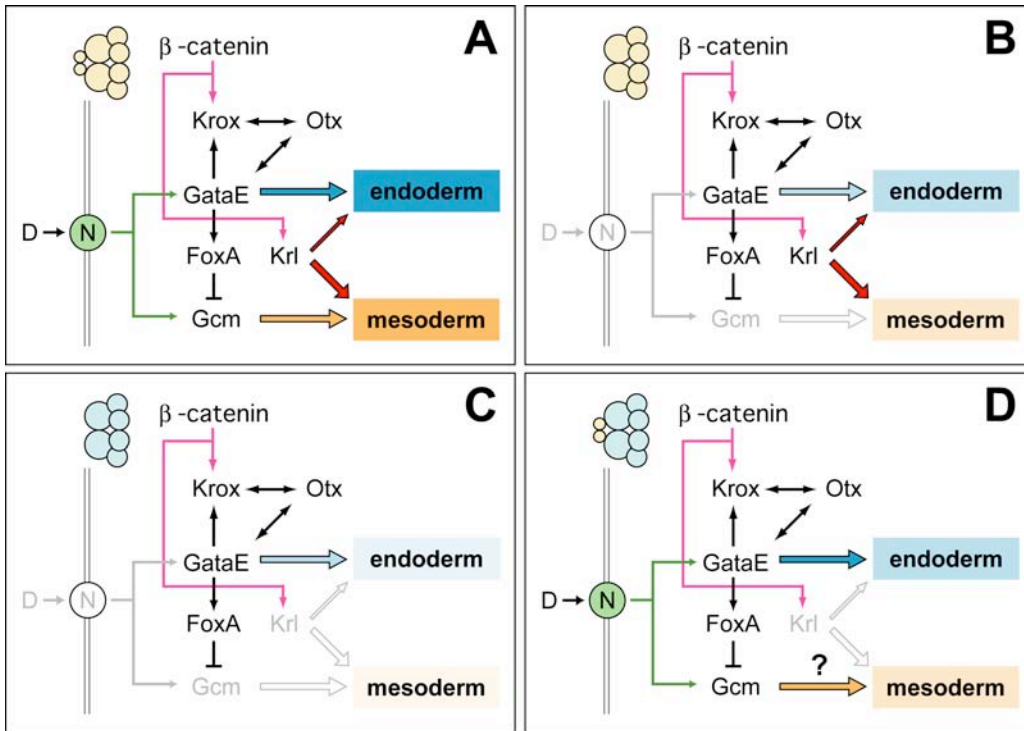 A
β-catenin
Krox Otx
GataE endoderm
D N
FoxA Krl
Gcm mesoderm
B
β-catenin
Krox Otx
GataE endoderm
D N
FoxA Krl
Gcm mesoderm
C
β-catenin
Krox Otx
GataE endoderm
D N
FoxA Krl
Gcm mesoderm
D
β-catenin
Krox Otx
GataE endoderm
D N
FoxA Krl
?
Gcm mesoderm